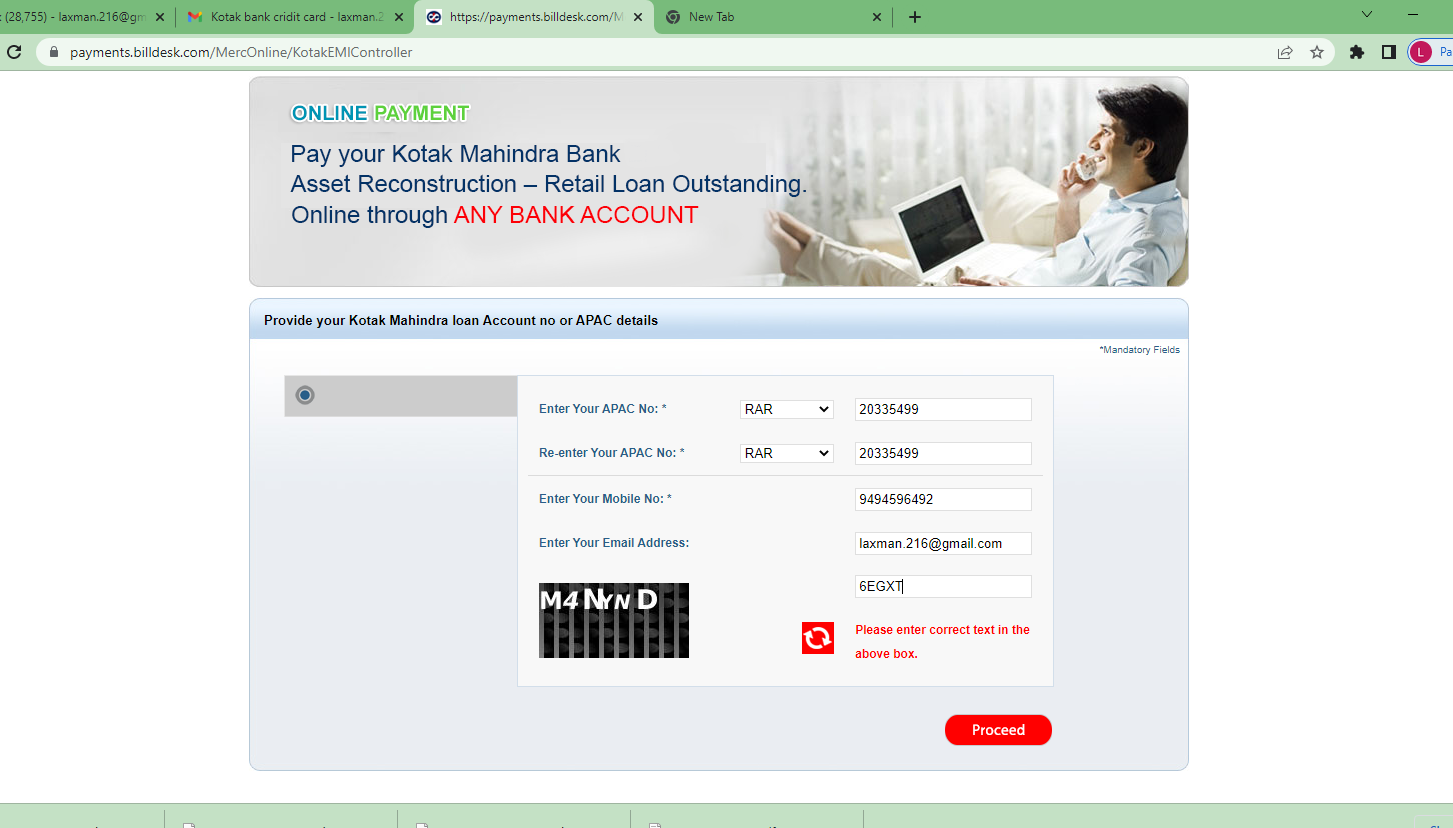 (28,755) - laxman.216@gm
Kotak bank cridit card - laxman.2
https://payments.billdesk.com/M
New Tab
payments.billdesk.com/MercOnline/KotakEMIController
L
Pa
ONLINE PAYMENT
Pay your Kotak Mahindra Bank
Asset Reconstruction – Retail Loan Outstanding.
Online through ANY BANK ACCOUNT
Provide your Kotak Mahindra loan Account no or APAC details
*Mandatory Fields
Enter Your APAC No: * RAR 20335499
Re-enter Your APAC No: * RAR 20335499
Enter Your Mobile No: * 9494596492
Enter Your Email Address: laxman.216@gmail.com
6EGXT
M4NYND
Please enter correct text in the
above box.
Proceed